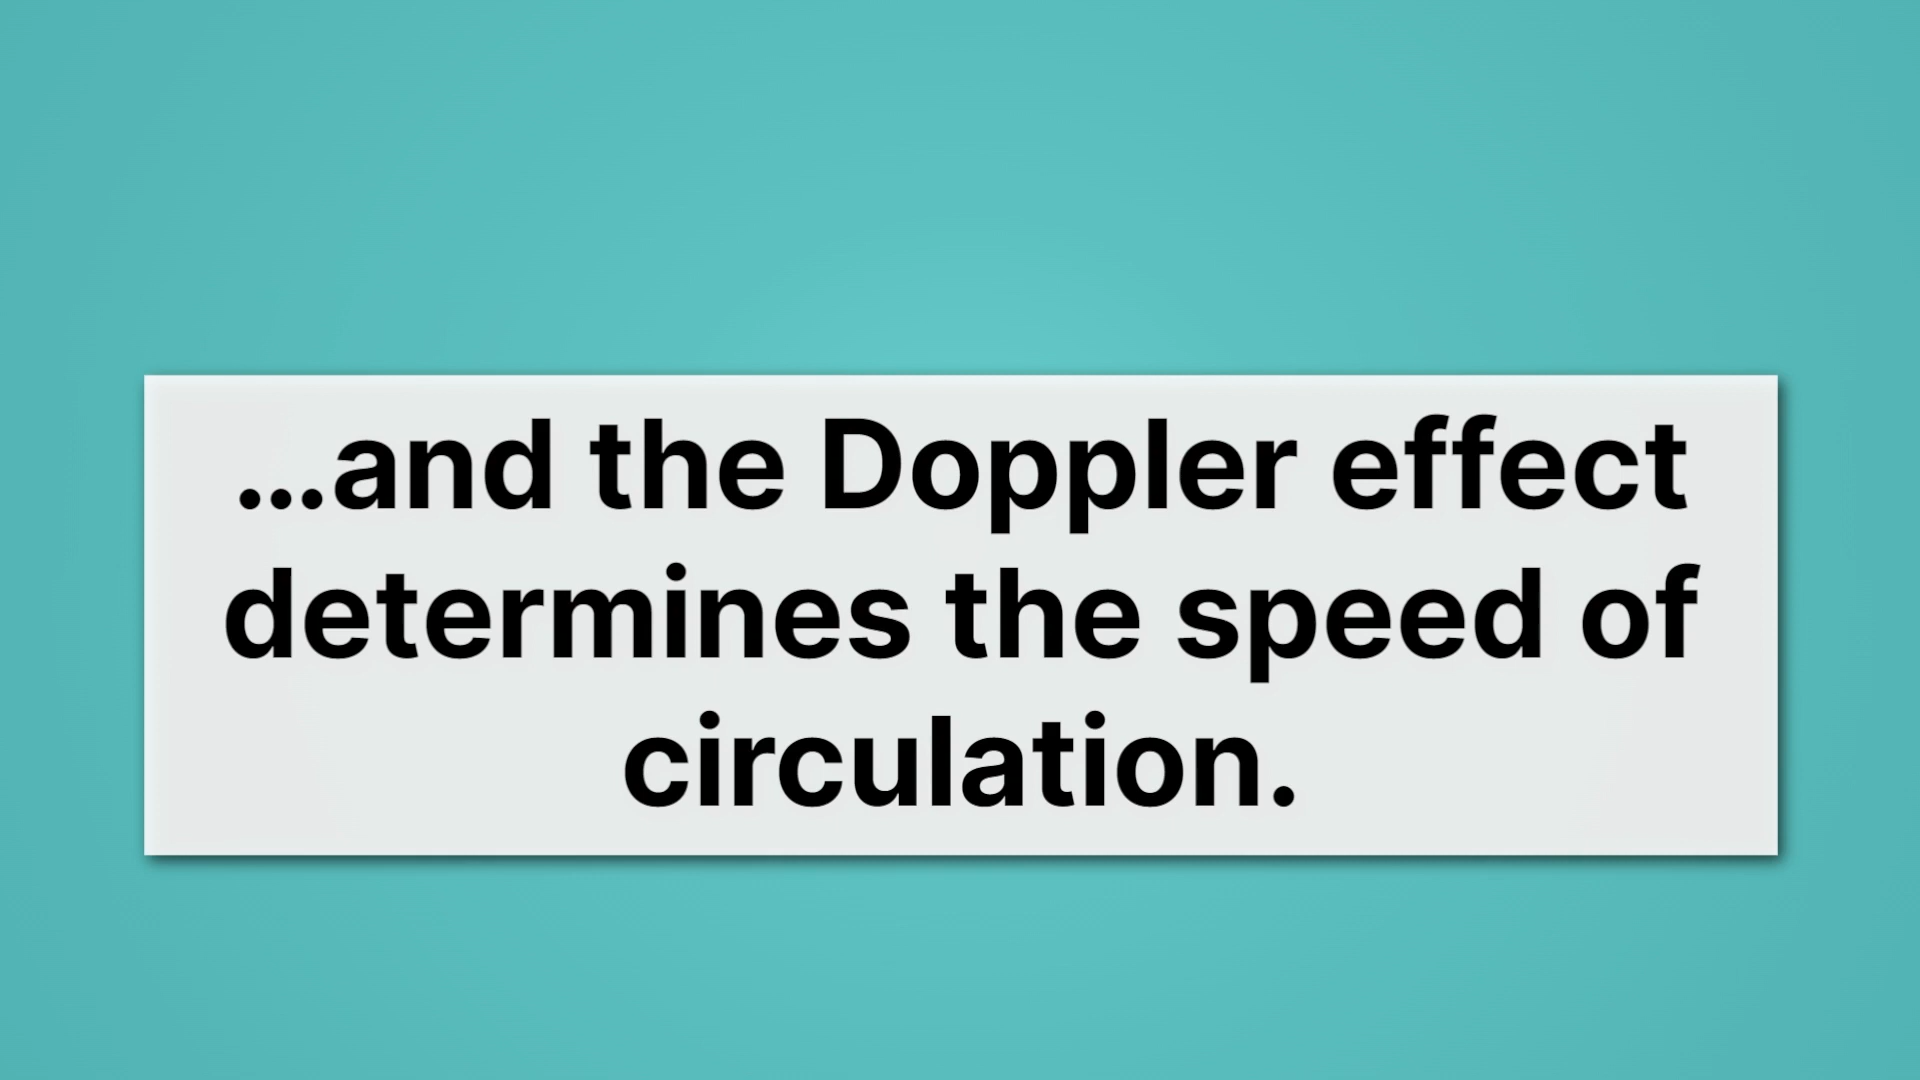 ...and the Doppler effect
determines the speed of
circulation.